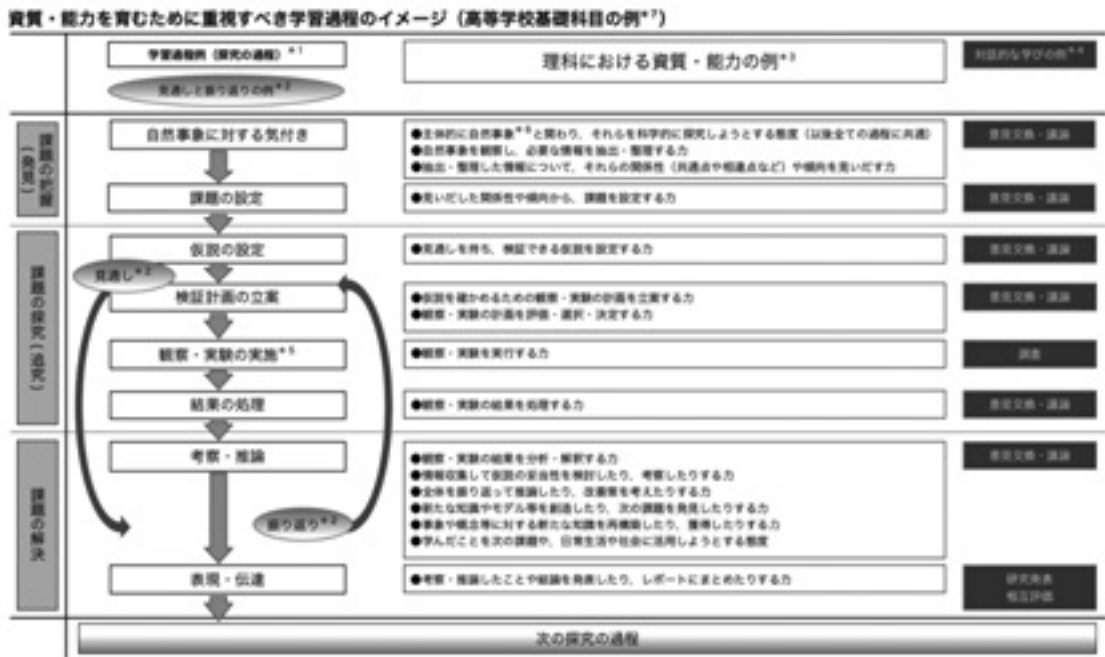 資質・能力を育むために重視すべき学習過程のイメージ（高等学校基礎科目の例*7）
学習過程例（探究の過程）*1
見通しと振り返りの例*2
理科における資質・能力の例*3
対話的な学びの例*4
課題の把握（発見）
自然事象に対する気付き
●主体的に自然事象*6と関わり、それらを科学的に探究しようとする態度（以後全ての過程に共通）
●自然事象を観察し、必要な情報を抽出・整理する力
●抽出・整理した情報について、それらの関係性（共通点や相違点など）や傾向を見いだす力
意見交換・議論
課題の設定
●見いだした関係性や傾向から、課題を設定する力
意見交換・議論
課題の探究（追究）
仮説の設定
●見通しを持ち、検証できる仮説を設定する力
意見交換・議論
見通し*2
検証計画の立案
●仮説を確かめるための観察・実験の計画を立案する力
●観察・実験の計画を評価・選択・決定する力
意見交換・議論
観察・実験の実施*5
●観察・実験を実行する力
調査
結果の処理
●観察・実験の結果を処理する力
意見交換・議論
課題の解決
考察・推論
●観察・実験の結果を分析・解釈する力
●情報収集して仮説の妥当性を検討したり、考察したりする力
●全体を振り返って推論したり、改善策を考えたりする力
●新たな知識やモデル等を創造したり、次の課題を発見したりする力
●事象や概念等に対する新たな知識を再構築したり、獲得したりする力
●学んだことを次の課題や、日常生活や社会に活用しようとする態度
意見交換・議論
振り返り*2
表現・伝達
●考察・推論したことや結論を発表したり、レポートにまとめたりする力
研究発表
相互評価
次の探究の過程